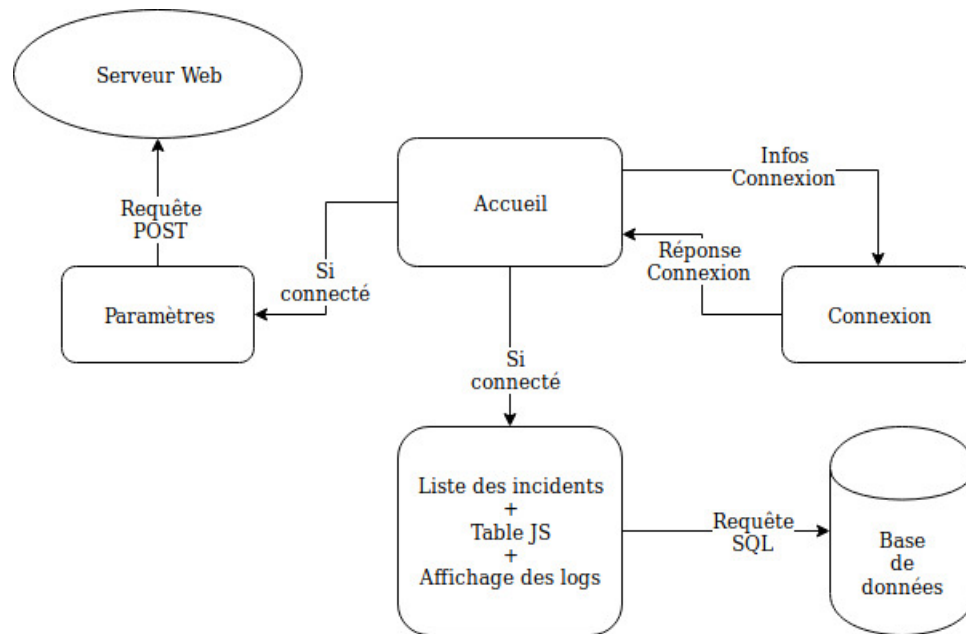 Serveur Web
Accueil
Infos
Connexion
Requête
POST
Réponse
Connexion
Si
connecté
Paramètres
Connexion
Si
connecté
Liste des incidents
+
Table JS
+
Affichage des logs
Requête
SQL
Base
de
données